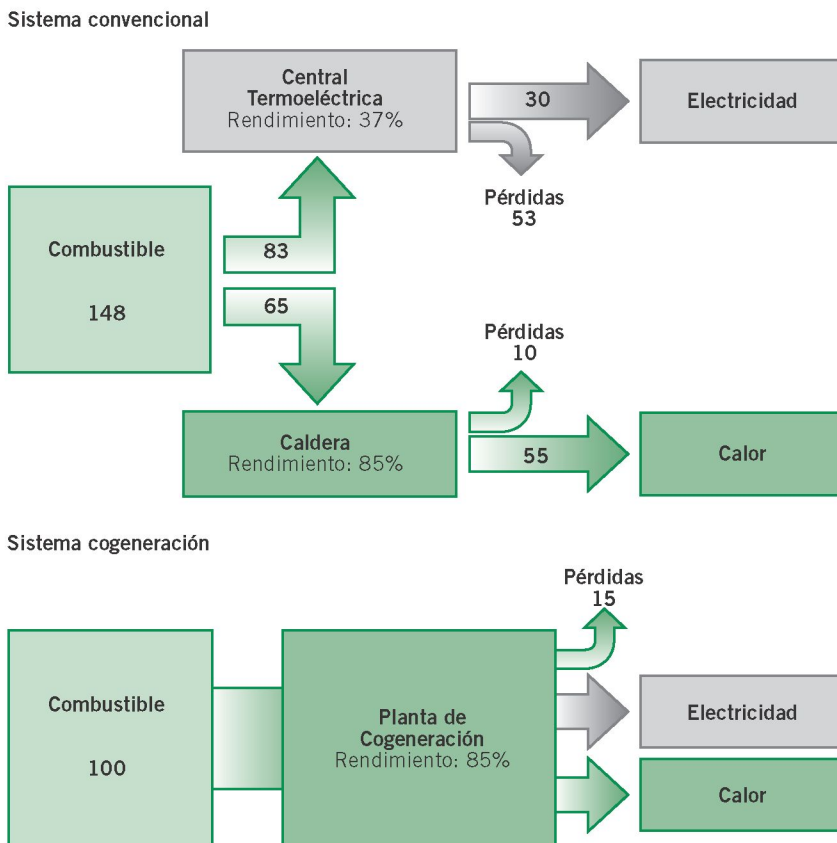 Sistema convencional
Central
Termoeléctrica
Rendimiento: 37%
30
Electricidad
Pérdidas
53
Combustible
148
83
65
Pérdidas
10
Caldera
Rendimiento: 85%
55
Calor
Sistema cogeneración
Pérdidas
15
Combustible
100
Planta de
Cogeneración
Rendimiento: 85%
Electricidad
Calor